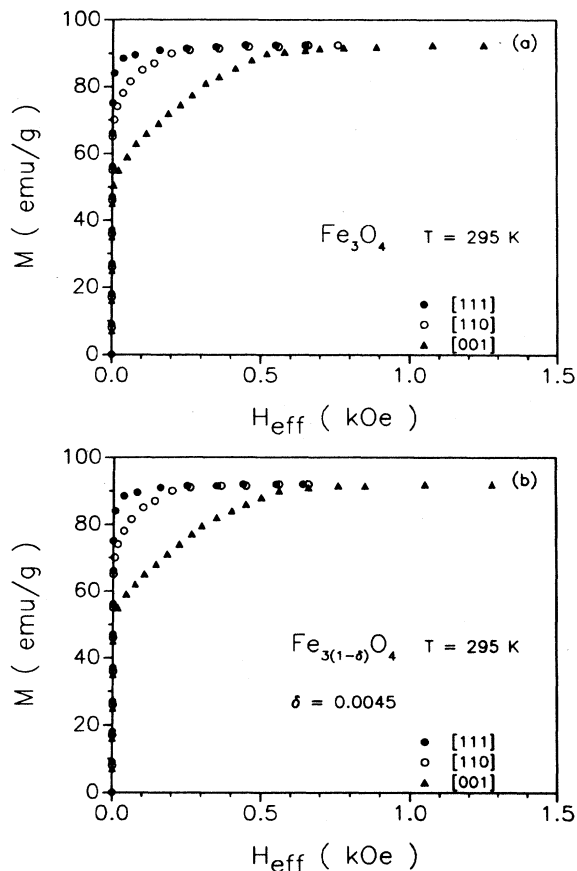 (a)
100
80
60
40
20
0
M ( emu/g )
Fe₃O₄ T = 295 K
[111]
[110]
[001]
0.0 0.5 1.0 1.5
H_eff ( kOe )
(b)
100
80
60
40
20
0
M ( emu/g )
Fe₃₍₁₋δ₎O₄ T = 295 K
δ = 0.0045
[111]
[110]
[001]
0.0 0.5 1.0 1.5
H_eff ( kOe )